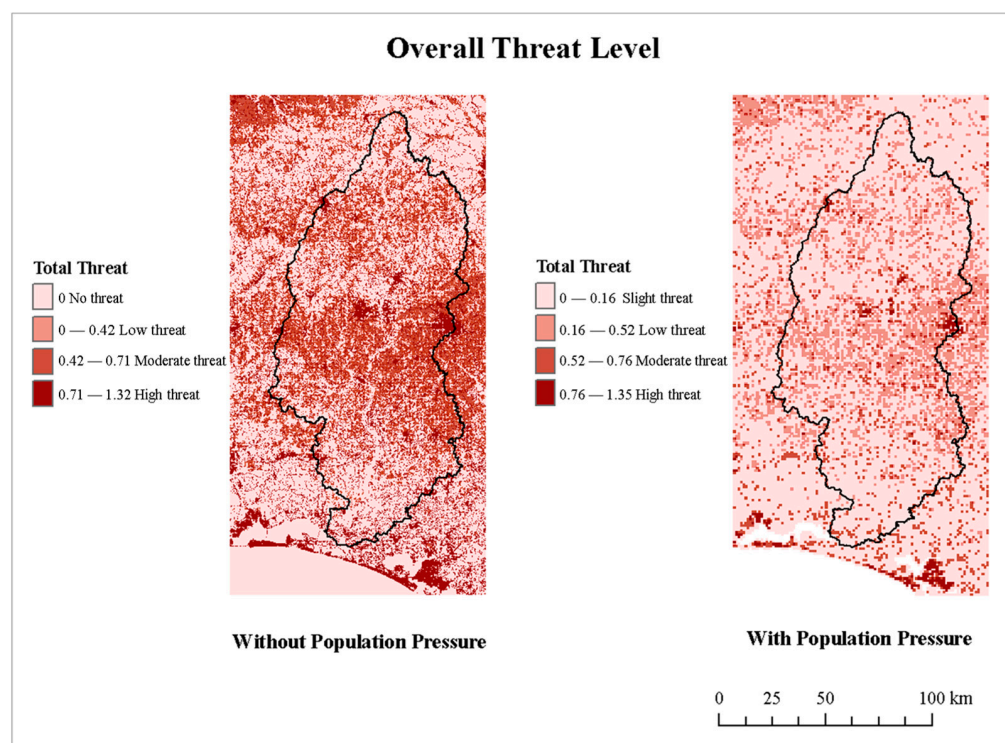 Overall Threat Level
Total Threat
0 No threat
0 — 0.42 Low threat
0.42 — 0.71 Moderate threat
0.71 — 1.32 High threat
Without Population Pressure
Total Threat
0 — 0.16 Slight threat
0.16 — 0.52 Low threat
0.52 — 0.76 Moderate threat
0.76 — 1.35 High threat
With Population Pressure
0 25 50 100 km